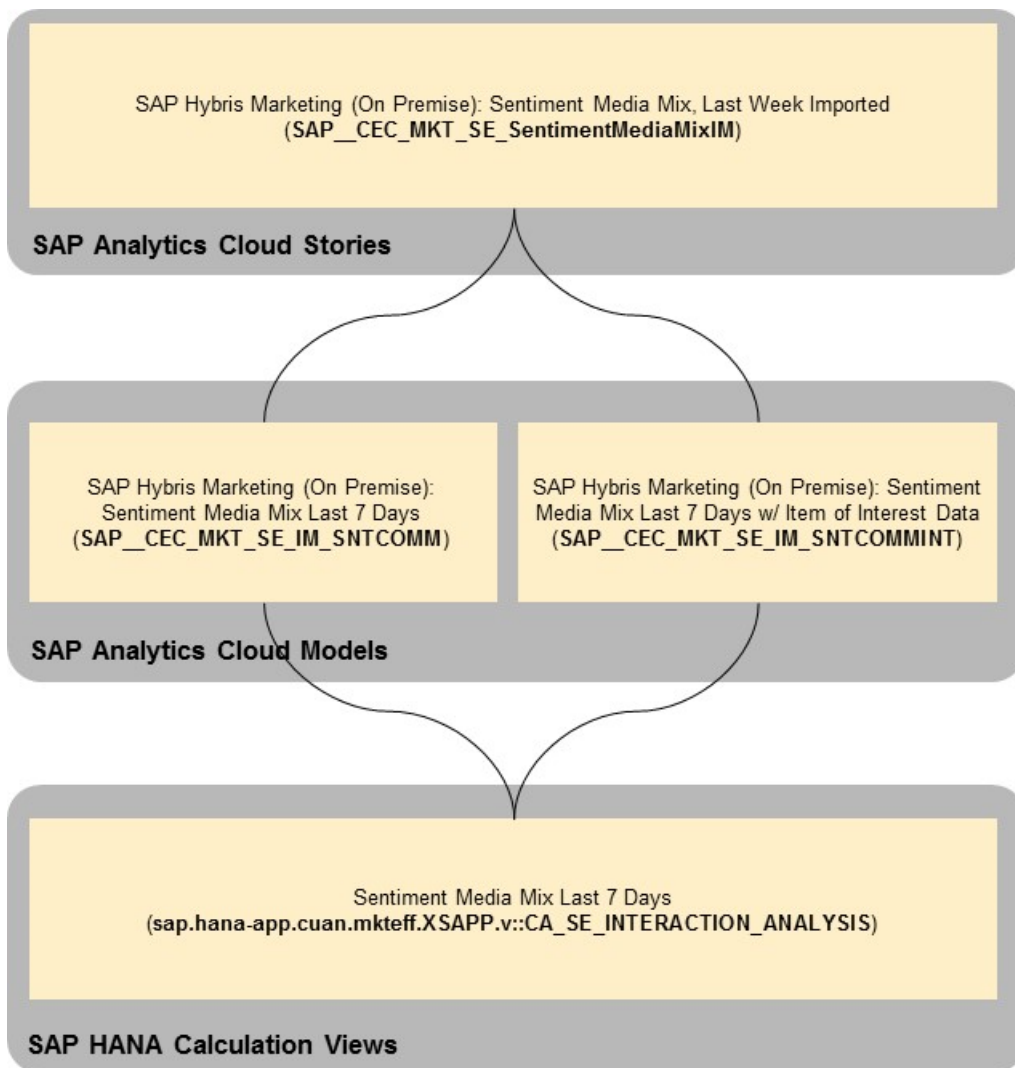 SAP Hybris Marketing (On Premise): Sentiment Media Mix, Last Week Imported
(SAP__CEC_MKT_SE_SentimentMediaMixIM)
SAP Analytics Cloud Stories
SAP Hybris Marketing (On Premise):
Sentiment Media Mix Last 7 Days
(SAP__CEC_MKT_SE_IM_SNTCOMM)
SAP Hybris Marketing (On Premise): Sentiment
Media Mix Last 7 Days w/ Item of Interest Data
(SAP__CEC_MKT_SE_IM_SNTCOMMINT)
SAP Analytics Cloud Models
Sentiment Media Mix Last 7 Days
(sap.hana-app.cuan.mkteff.XSAPP.v::CA_SE_INTERACTION_ANALYSIS)
SAP HANA Calculation Views